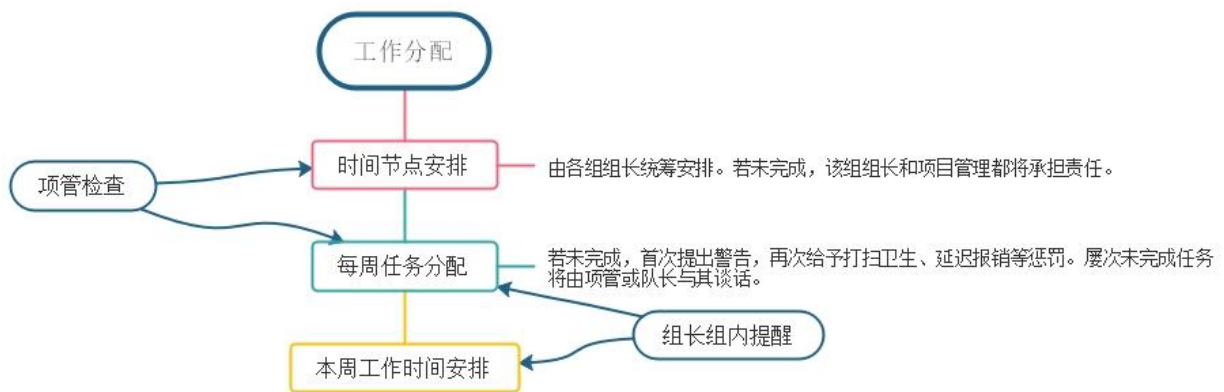 工作分配
时间节点安排
由各组组长统筹安排。若未完成，该组组长和项目管理都将承担责任。
项管检查
每周任务分配
若未完成，首次提出警告，再次给予打扫卫生、延迟报销等惩罚。屡次未完成任务
将由项管或队长与其谈话。
组长组内提醒
本周工作时间安排